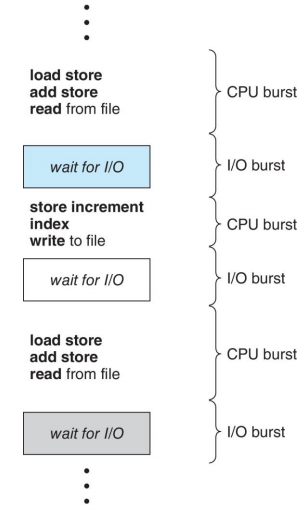 load store
add store
read from file
CPU burst
wait for I/O
I/O burst
store increment
index
write to file
CPU burst
wait for I/O
I/O burst
load store
add store
read from file
CPU burst
wait for I/O
I/O burst